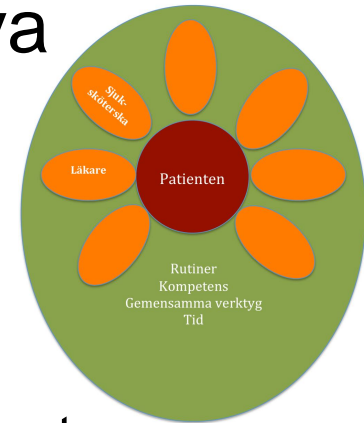 va
Sjuk-
sköterska
Läkare
Patienten
Rutiner
Kompetens
Gemensamma verktyg
Tid